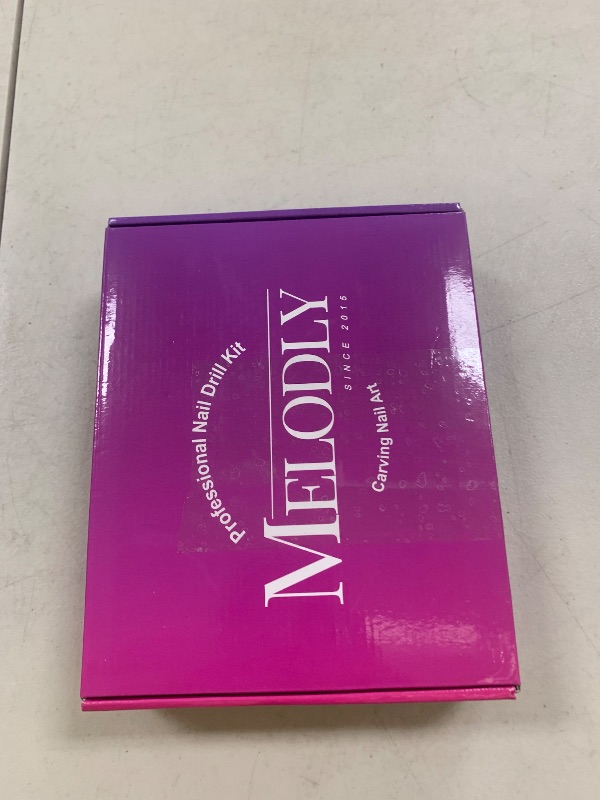 Professional Nail Drill Kit
MELODLY
SINCE 2015
Carving Nail Art